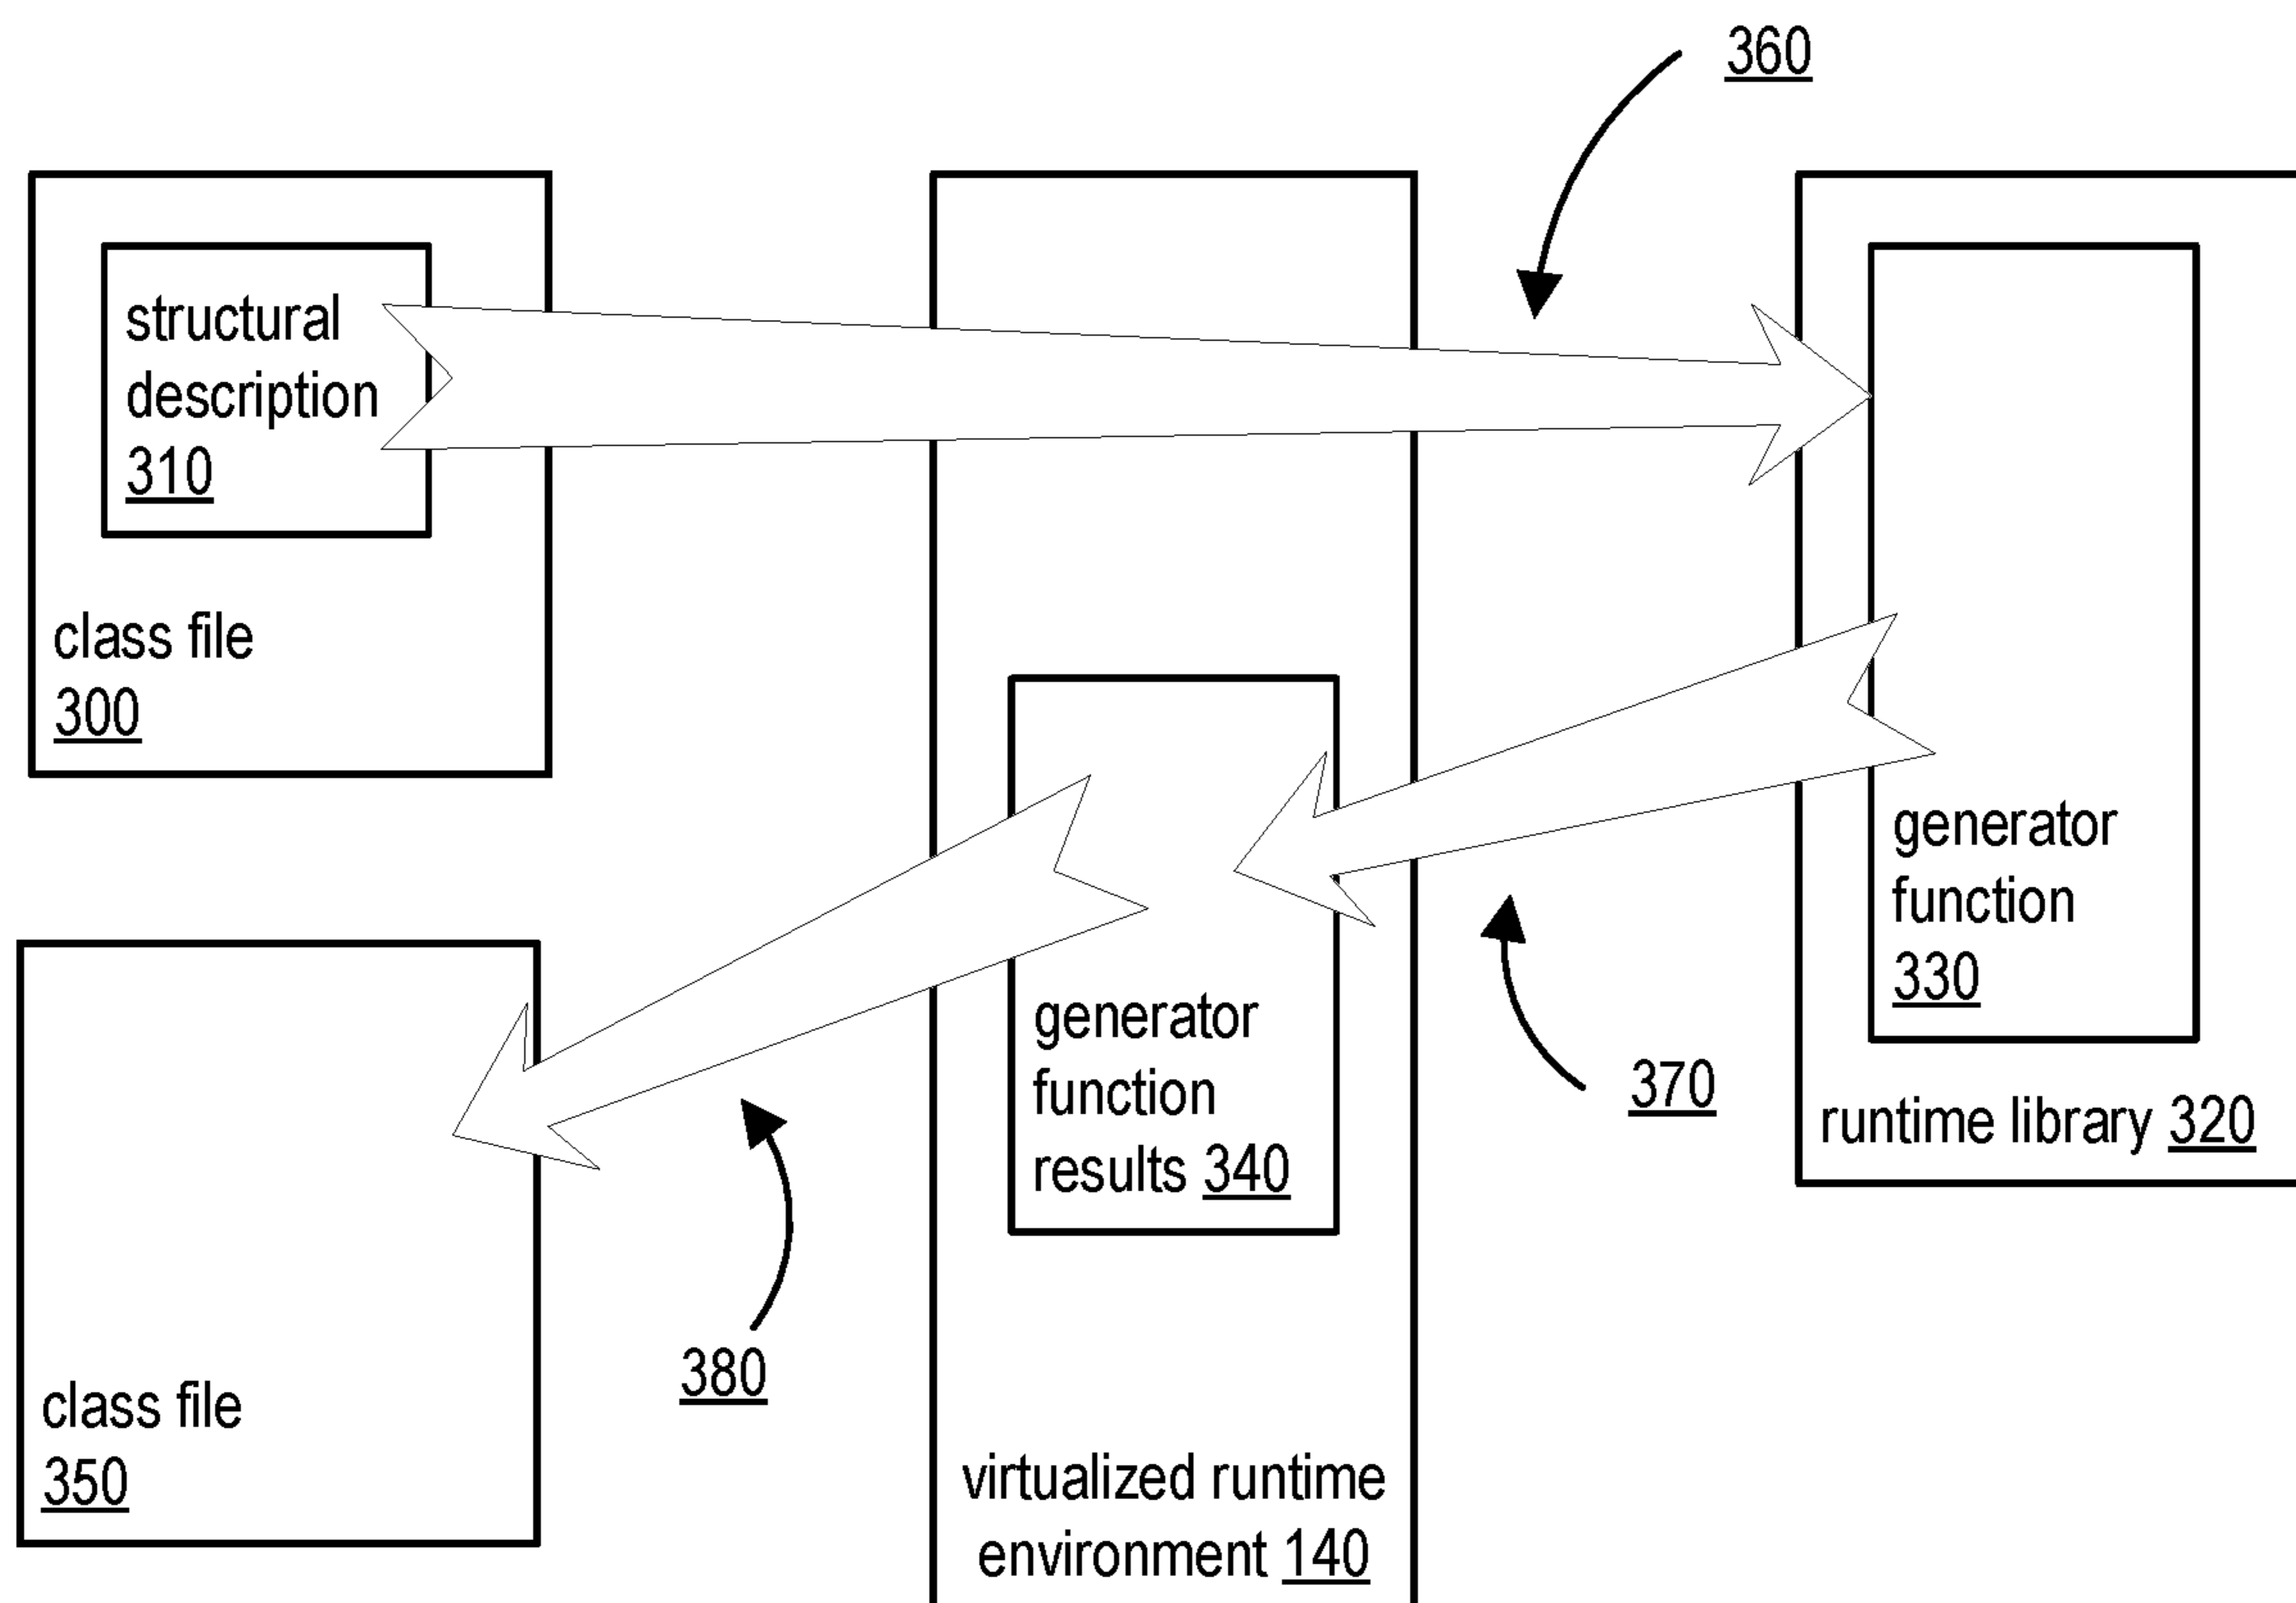 360
structural
description
310
class file
300
generator
function
330
runtime library 320
generator
function
results 340
370
380
class file
350
virtualized runtime
environment 140